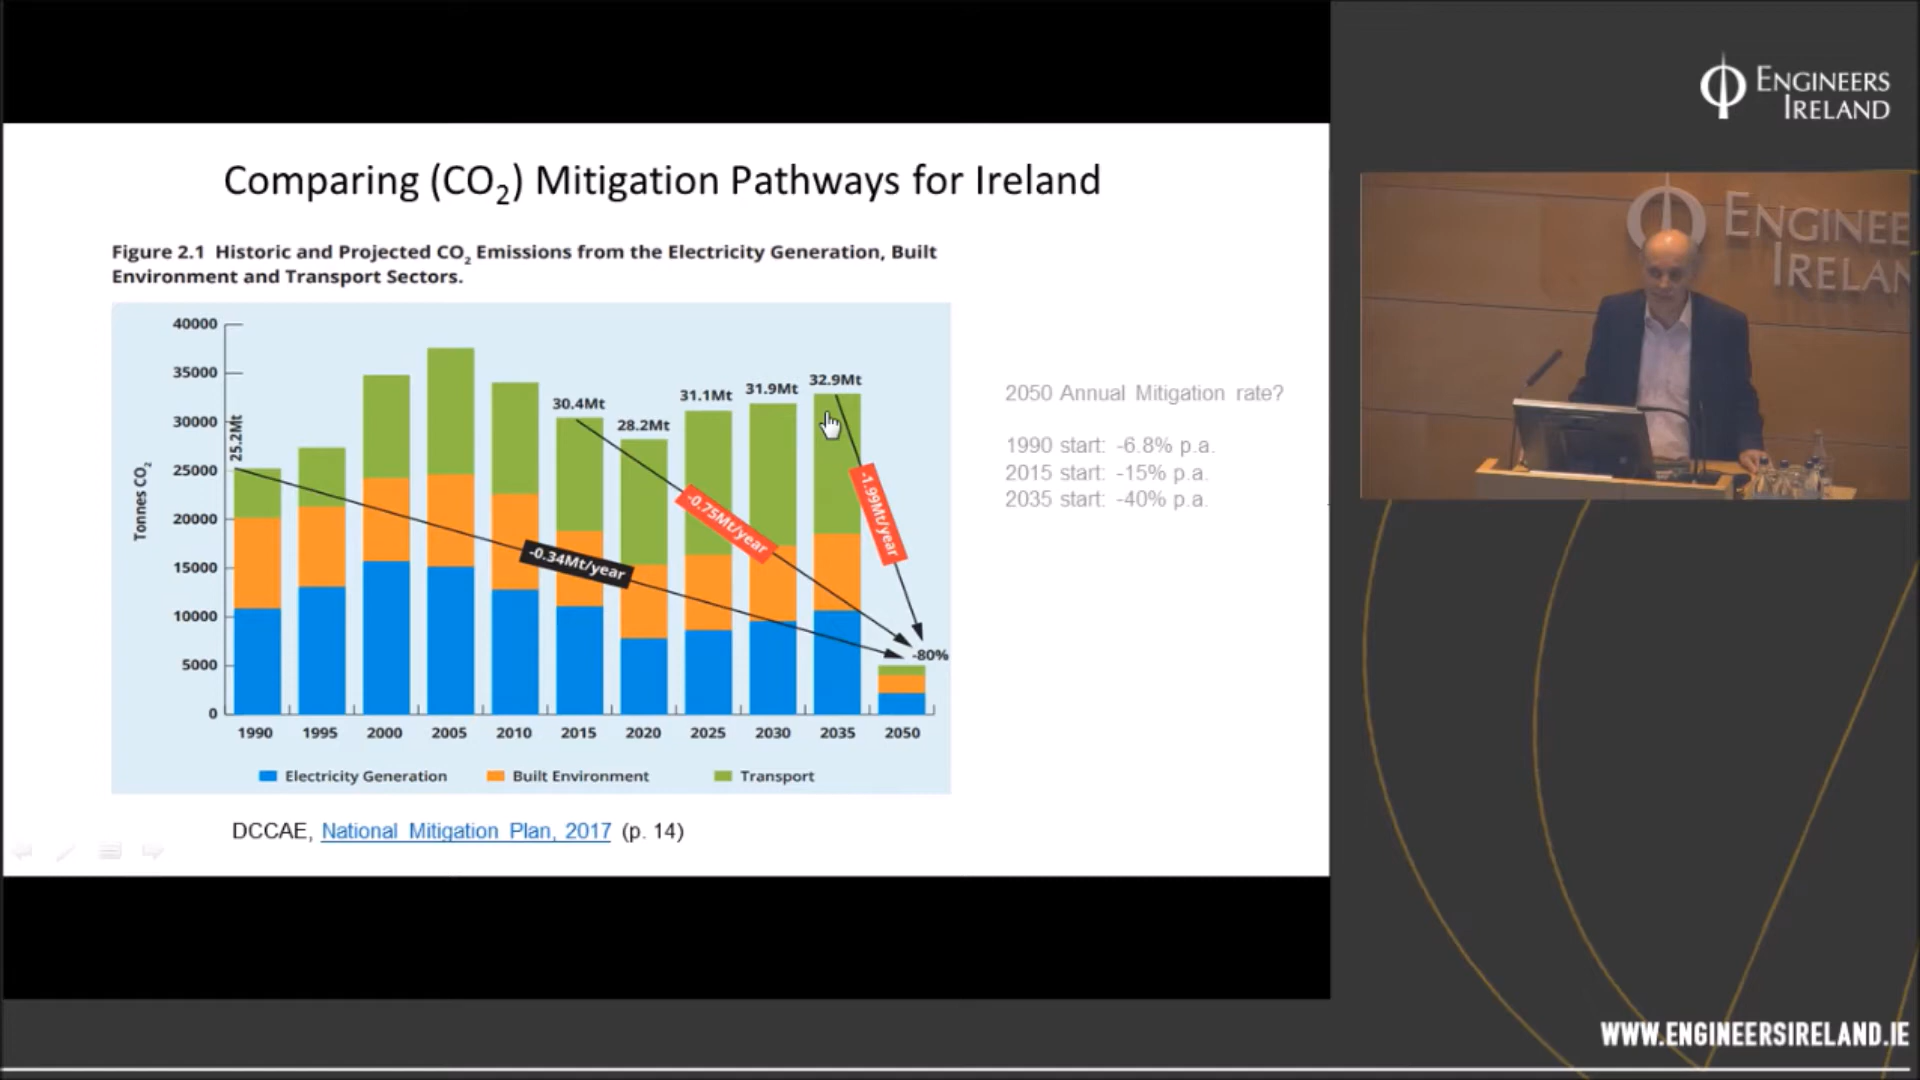 ENGINEERS
IRELAND
Comparing (CO₂) Mitigation Pathways for Ireland
Figure 2.1 Historic and Projected CO₂ Emissions from the Electricity Generation, Built
Environment and Transport Sectors.
40000
35000
30000
25000
20000
15000
10000
5000
0
Tonnes CO₂
25.2Mt
30.4Mt
28.2Mt
31.1Mt
31.9Mt
32.9Mt
-0.34Mt/year
-0.75Mt/year
-1.99Mt/year
-80%
1990 1995 2000 2005 2010 2015 2020 2025 2030 2035 2050
Electricity Generation Built Environment Transport
2050 Annual Mitigation rate?
1990 start: -6.8% p.a.
2015 start: -15% p.a.
2035 start: -40% p.a.
DCCAE, National Mitigation Plan, 2017 (p. 14)
ENGINEE
IRELAN
WWW.ENGINEERSIRELAND.IE